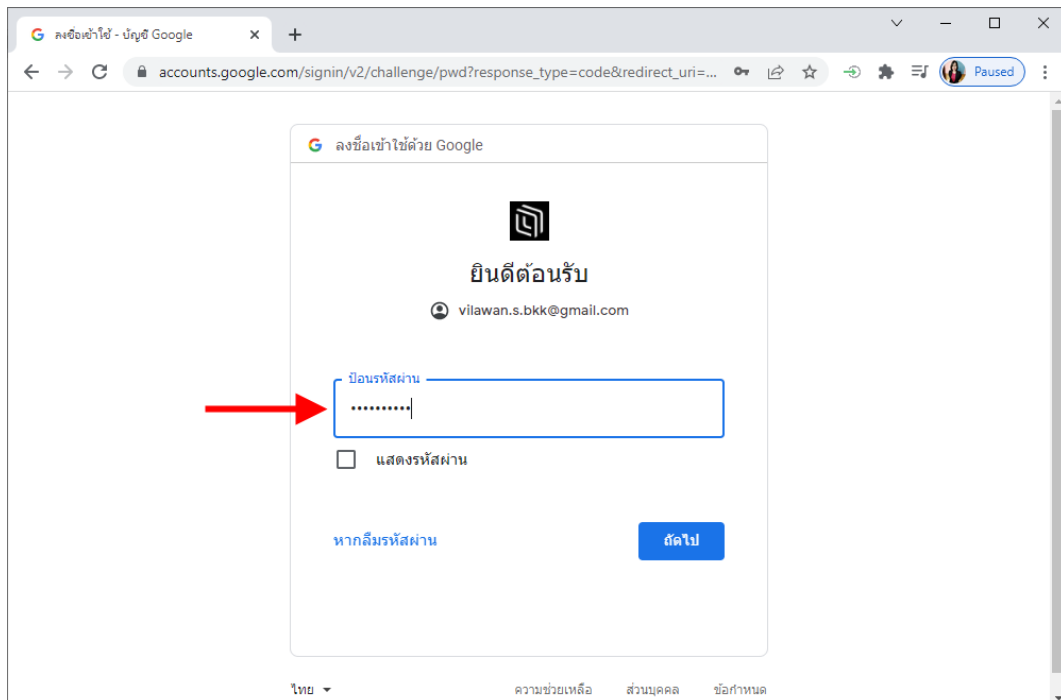 ลงชื่อเข้าใช้ - บัญชี Google
accounts.google.com/signin/v2/challenge/pwd?response_type=code&redirect_uri=...
Paused
ลงชื่อเข้าใช้ด้วย Google
ยินดีต้อนรับ
vilawan.s.bkk@gmail.com
ป้อนรหัสผ่าน
••••••••••
แสดงรหัสผ่าน
หากลืมรหัสผ่าน ถัดไป
ไทย ความช่วยเหลือ ส่วนบุคคล ข้อกำหนด